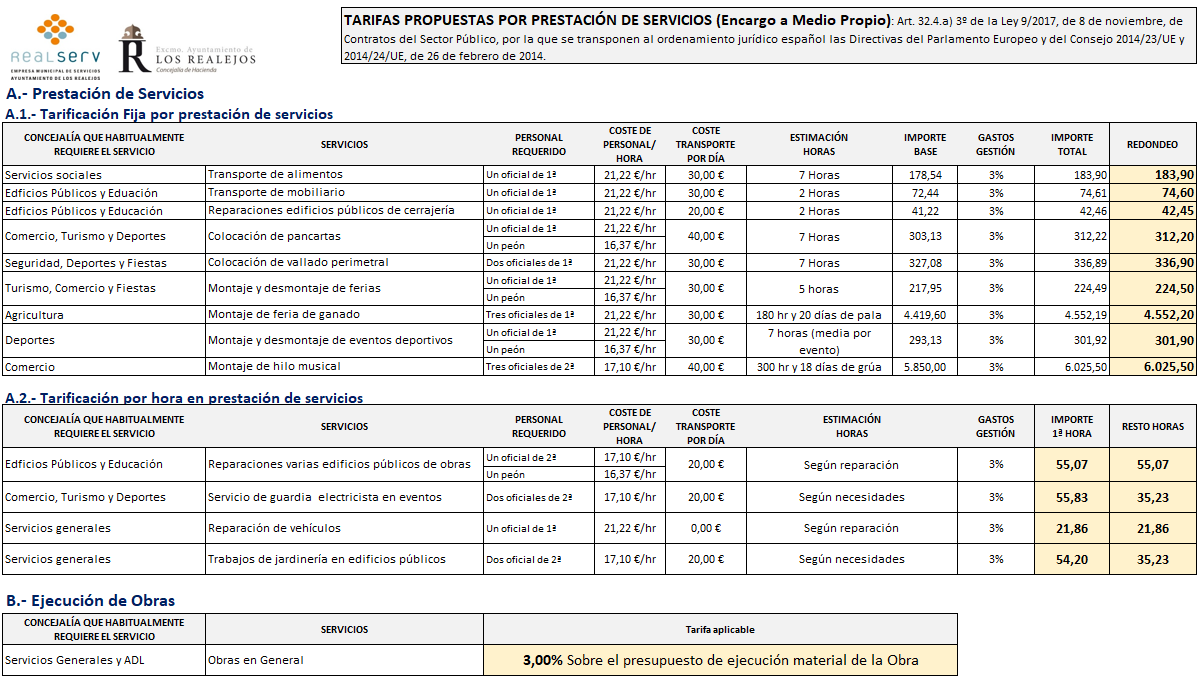 REALSERV
EMPRESA MUNICIPAL DE SERVICIOS
AYUNTAMIENTO DE LOS REALEJOS
R
Excmo. Ayuntamiento de
LOS REALEJOS
Concejalía de Hacienda
TARIFAS PROPUESTAS POR PRESTACIÓN DE SERVICIOS (Encargo a Medio Propio): Art. 32.4.a) 3º de la Ley 9/2017, de 8 de noviembre, de
Contratos del Sector Público, por la que se transponen al ordenamiento jurídico español las Directivas del Parlamento Europeo y del Consejo 2014/23/UE y
2014/24/UE, de 26 de febrero de 2014.
A.- Prestación de Servicios
A.1.- Tarificación Fija por prestación de servicios
CONCEJALÍA QUE HABITUALMENTE REQUIERE EL SERVICIO SERVICIOS PERSONAL REQUERIDO COSTE DE PERSONAL/ HORA COSTE TRANSPORTE POR DÍA ESTIMACIÓN HORAS IMPORTE BASE GASTOS GESTIÓN IMPORTE TOTAL REDONDEO
Servicios sociales Transporte de alimentos Un oficial de 1ª 21,22 €/hr 30,00 € 7 Horas 178,54 3% 183,90 183,90
Edficios Públicos y Eduación Transporte de mobiliario Un oficial de 1ª 21,22 €/hr 30,00 € 2 Horas 72,44 3% 74,61 74,60
Edficios Públicos y Educación Reparaciones edificios públicos de cerrajería Un oficial de 1ª 21,22 €/hr 20,00 € 2 Horas 41,22 3% 42,46 42,45
Comercio, Turismo y Deportes Colocación de pancartas Un oficial de 1ª 21,22 €/hr 40,00 € 7 Horas 303,13 3% 312,22 312,20
Un peón 16,37 €/hr
Seguridad, Deportes y Fiestas Colocación de vallado perimetral Dos oficiales de 1ª 21,22 €/hr 30,00 € 7 Horas 327,08 3% 336,89 336,90
Turismo, Comercio y Fiestas Montaje y desmontaje de ferias Un oficial de 1ª 21,22 €/hr 30,00 € 5 horas 217,95 3% 224,49 224,50
Un peón 16,37 €/hr
Agricultura Montaje de feria de ganado Tres oficiales de 1ª 21,22 €/hr 30,00 € 180 hr y 20 días de pala 4.419,60 3% 4.552,19 4.552,20
Deportes Montaje y desmontaje de eventos deportivos Un oficial de 1ª 21,22 €/hr 30,00 € 7 horas (media por evento) 293,13 3% 301,92 301,90
Un peón 16,37 €/hr
Comercio Montaje de hilo musical Tres oficiales de 2ª 17,10 €/hr 40,00 € 300 hr y 18 días de grúa 5.850,00 3% 6.025,50 6.025,50
A.2.- Tarificación por hora en prestación de servicios
CONCEJALÍA QUE HABITUALMENTE REQUIERE EL SERVICIO SERVICIOS PERSONAL REQUERIDO COSTE DE PERSONAL/ HORA COSTE TRANSPORTE POR DÍA ESTIMACIÓN HORAS GASTOS GESTIÓN IMPORTE 1ª HORA RESTO HORAS
Edficios Públicos y Educación Reparaciones varias edificios públicos de obras Un oficial de 2ª 17,10 €/hr 20,00 € Según reparación 3% 55,07 55,07
Un peón 16,37 €/hr
Comercio, Turismo y Deportes Servicio de guardia electricista en eventos Dos oficiales de 2ª 17,10 €/hr 20,00 € Según necesidades 3% 55,83 35,23
Servicios generales Reparación de vehículos Un oficial de 1ª 21,22 €/hr 0,00 € Según reparación 3% 21,86 21,86
Servicios generales Trabajos de jardinería en edificios públicos Dos oficial de 2ª 17,10 €/hr 20,00 € Según necesidades 3% 54,20 35,23
B.- Ejecución de Obras
CONCEJALÍA QUE HABITUALMENTE REQUIERE EL SERVICIO SERVICIOS Tarifa aplicable
Servicios Generales y ADL Obras en General 3,00% Sobre el presupuesto de ejecución material de la Obra